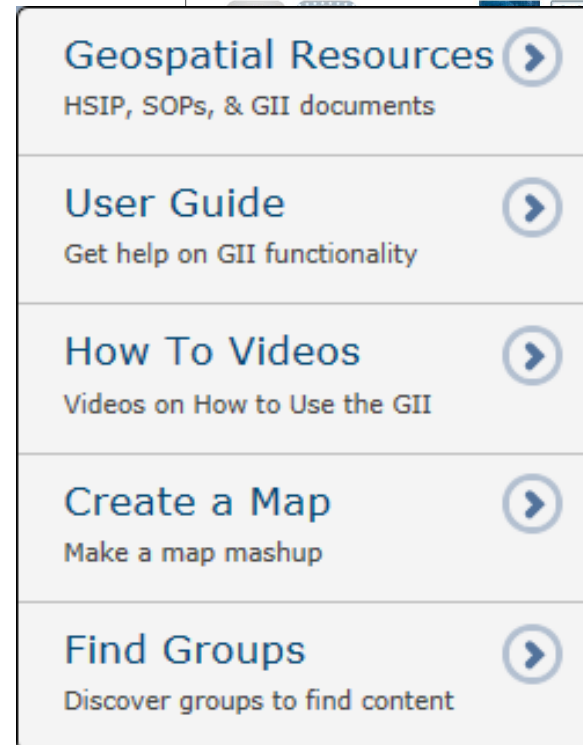 Geospatial Resources
HSIP, SOPs, & GII documents
User Guide
Get help on GII functionality
How To Videos
Videos on How to Use the GII
Create a Map
Make a map mashup
Find Groups
Discover groups to find content